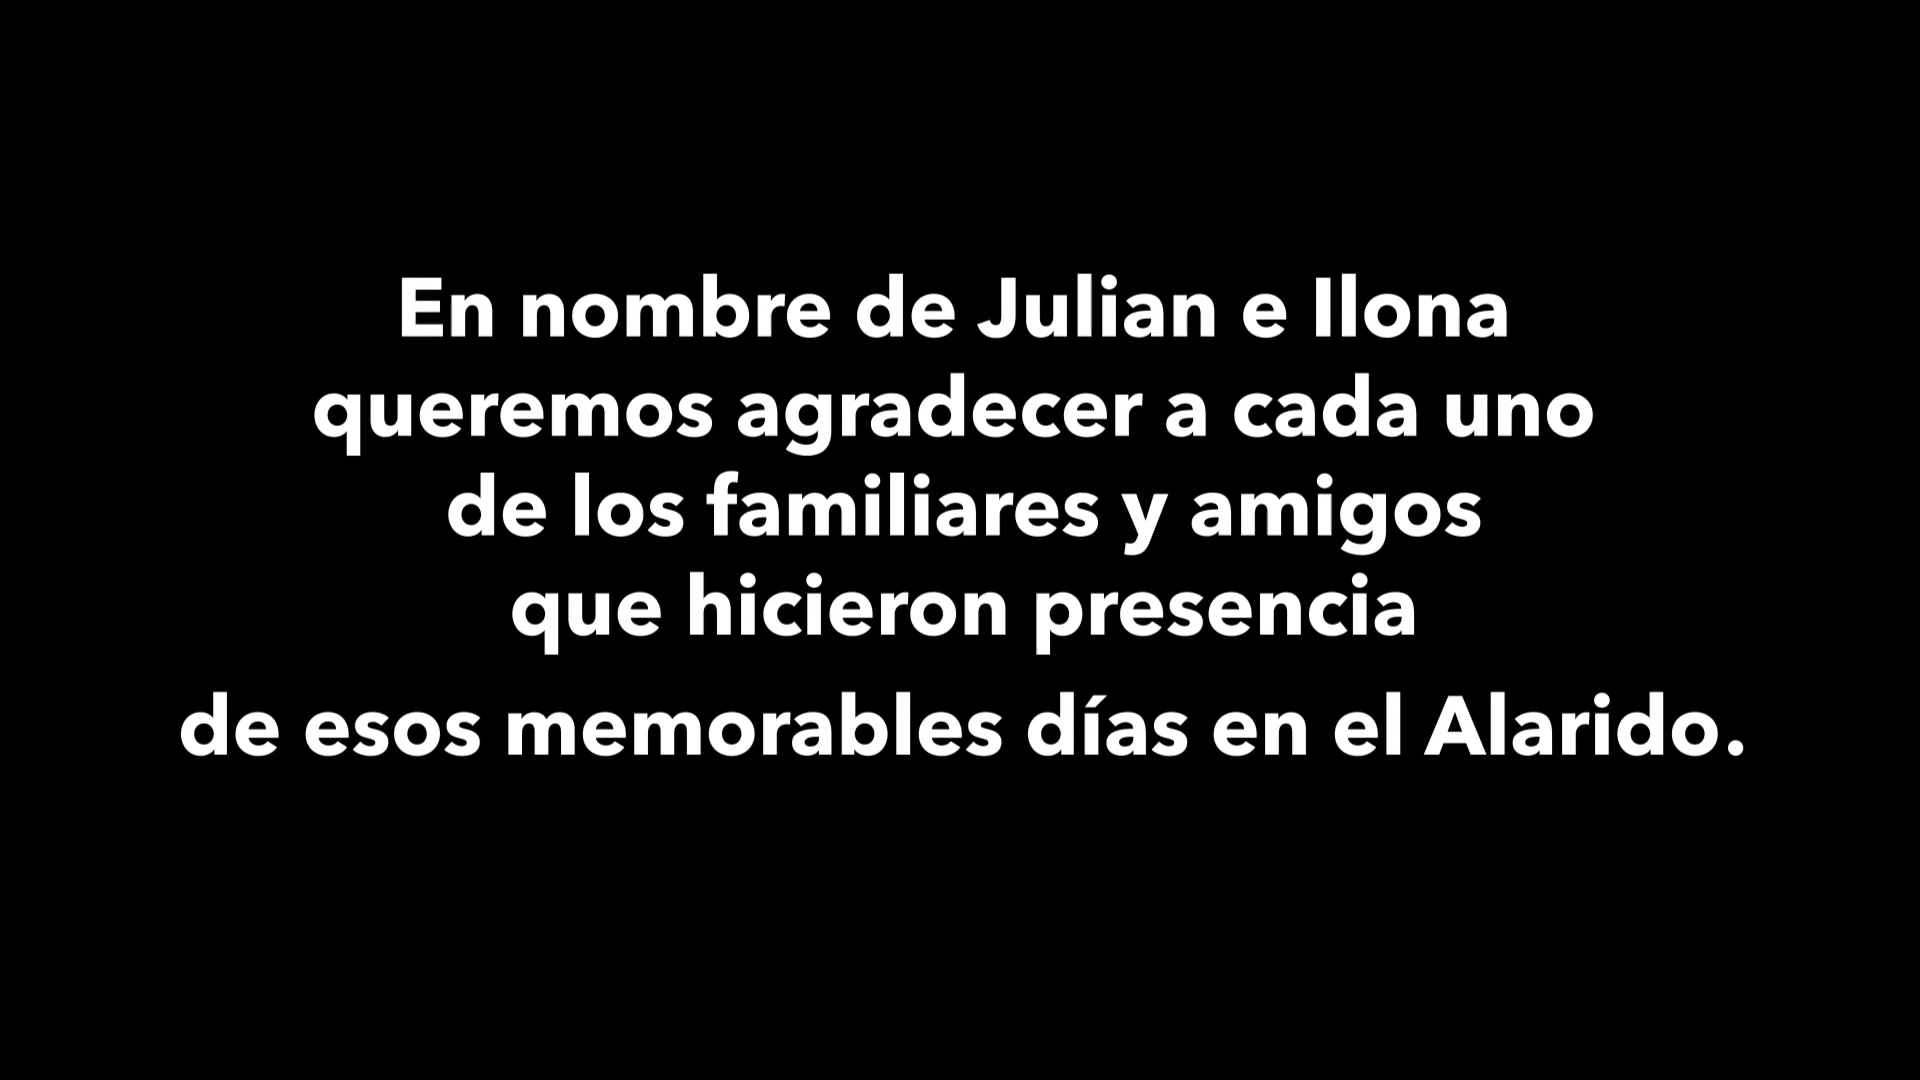 En nombre de Julian e Ilona
queremos agradecer a cada uno
de los familiares y amigos
que hicieron presencia
de esos memorables días en el Alarido.